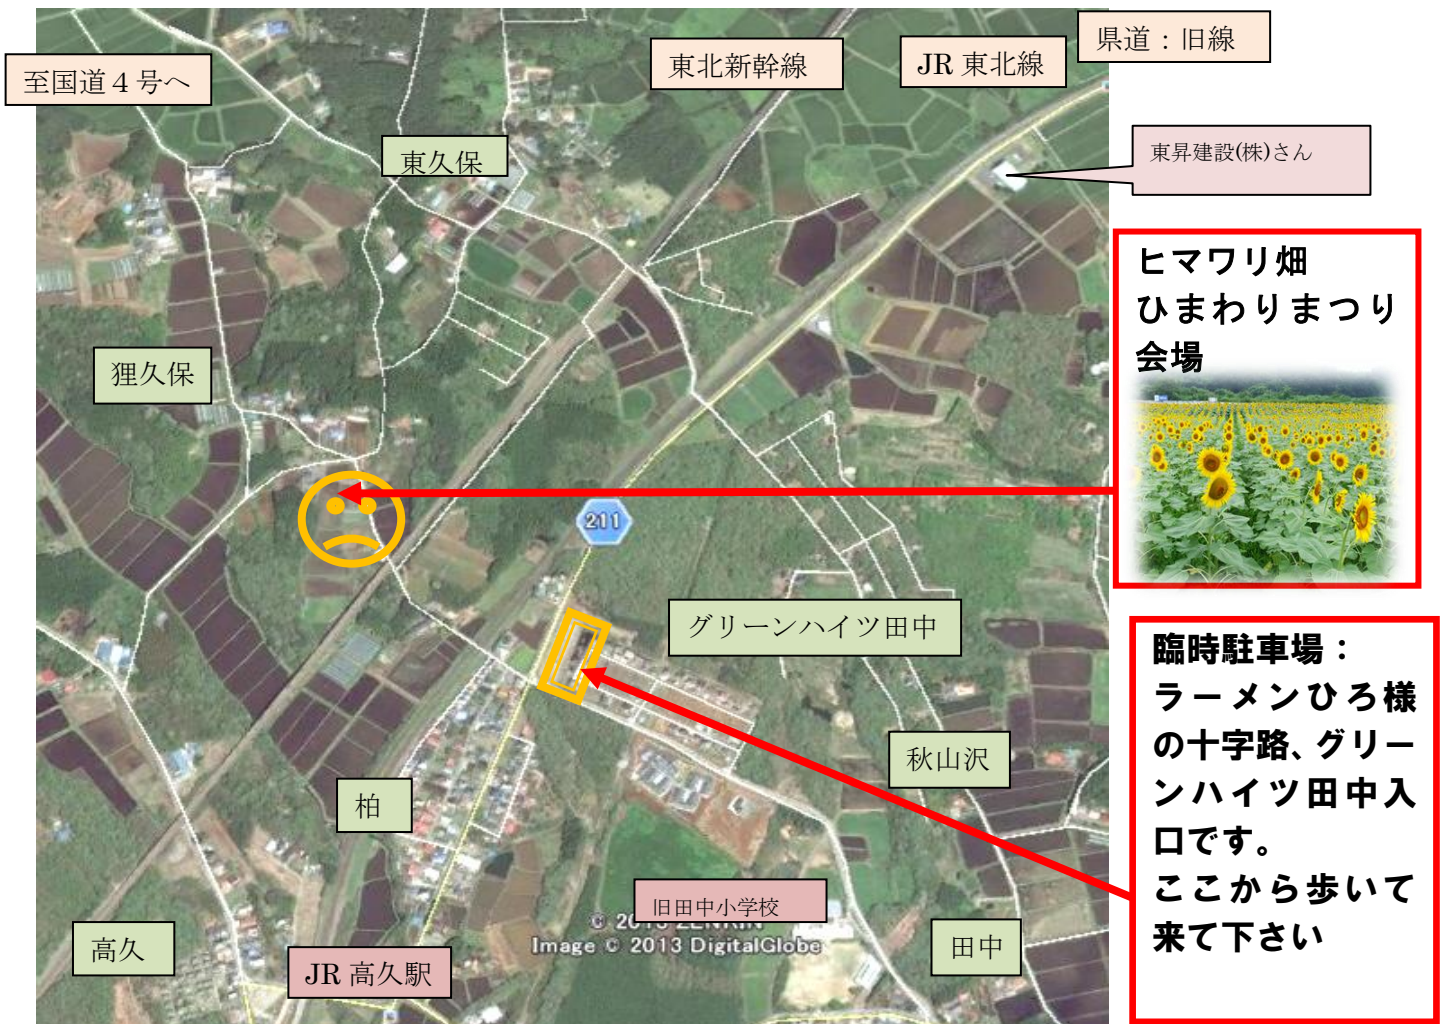 県道：旧線
東北新幹線
JR 東北線
至国道４号へ
東久保
東昇建設(株)さん
ヒマワリ畑
ひまわりまつり
会場
狸久保
211
グリーンハイツ田中
臨時駐車場：
ラーメンひろ様
の十字路、グリー
ンハイツ田中入
口です。
ここから歩いて
来て下さい
秋山沢
柏
旧田中小学校
© 2013 ZENRIN
Image © 2013 DigitalGlobe
高久
JR 高久駅
田中